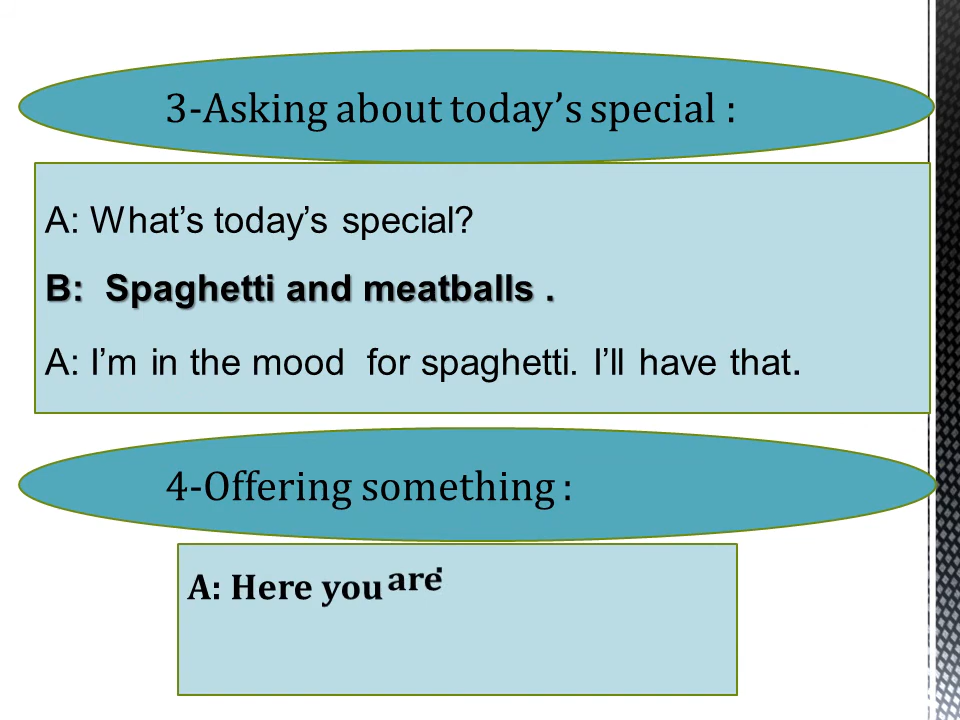 3-Asking about today’s special :
A: What’s today’s special?
B:  Spaghetti and meatballs .
A: I’m in the mood  for spaghetti. I’ll have that.
4-Offering something :
A: Here you are.